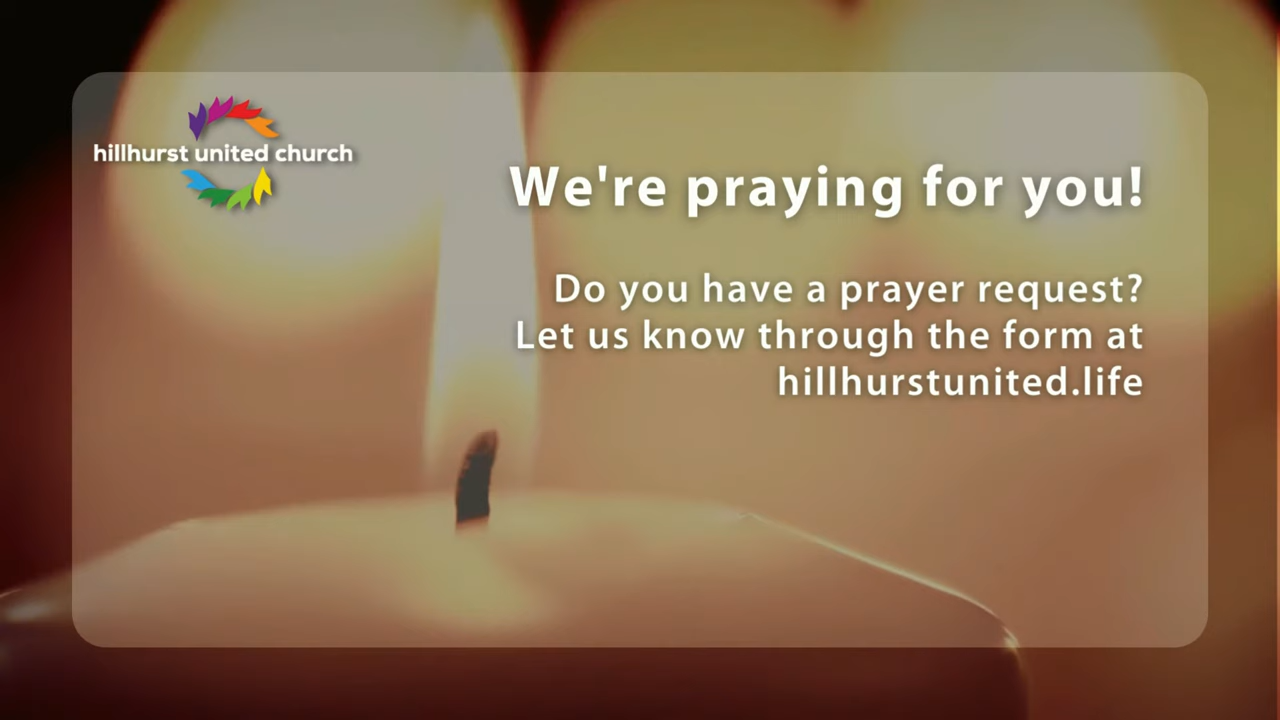 hillhurst united church
We're praying for you!
Do you have a prayer request?
Let us know through the form at
hillhurstunited.life